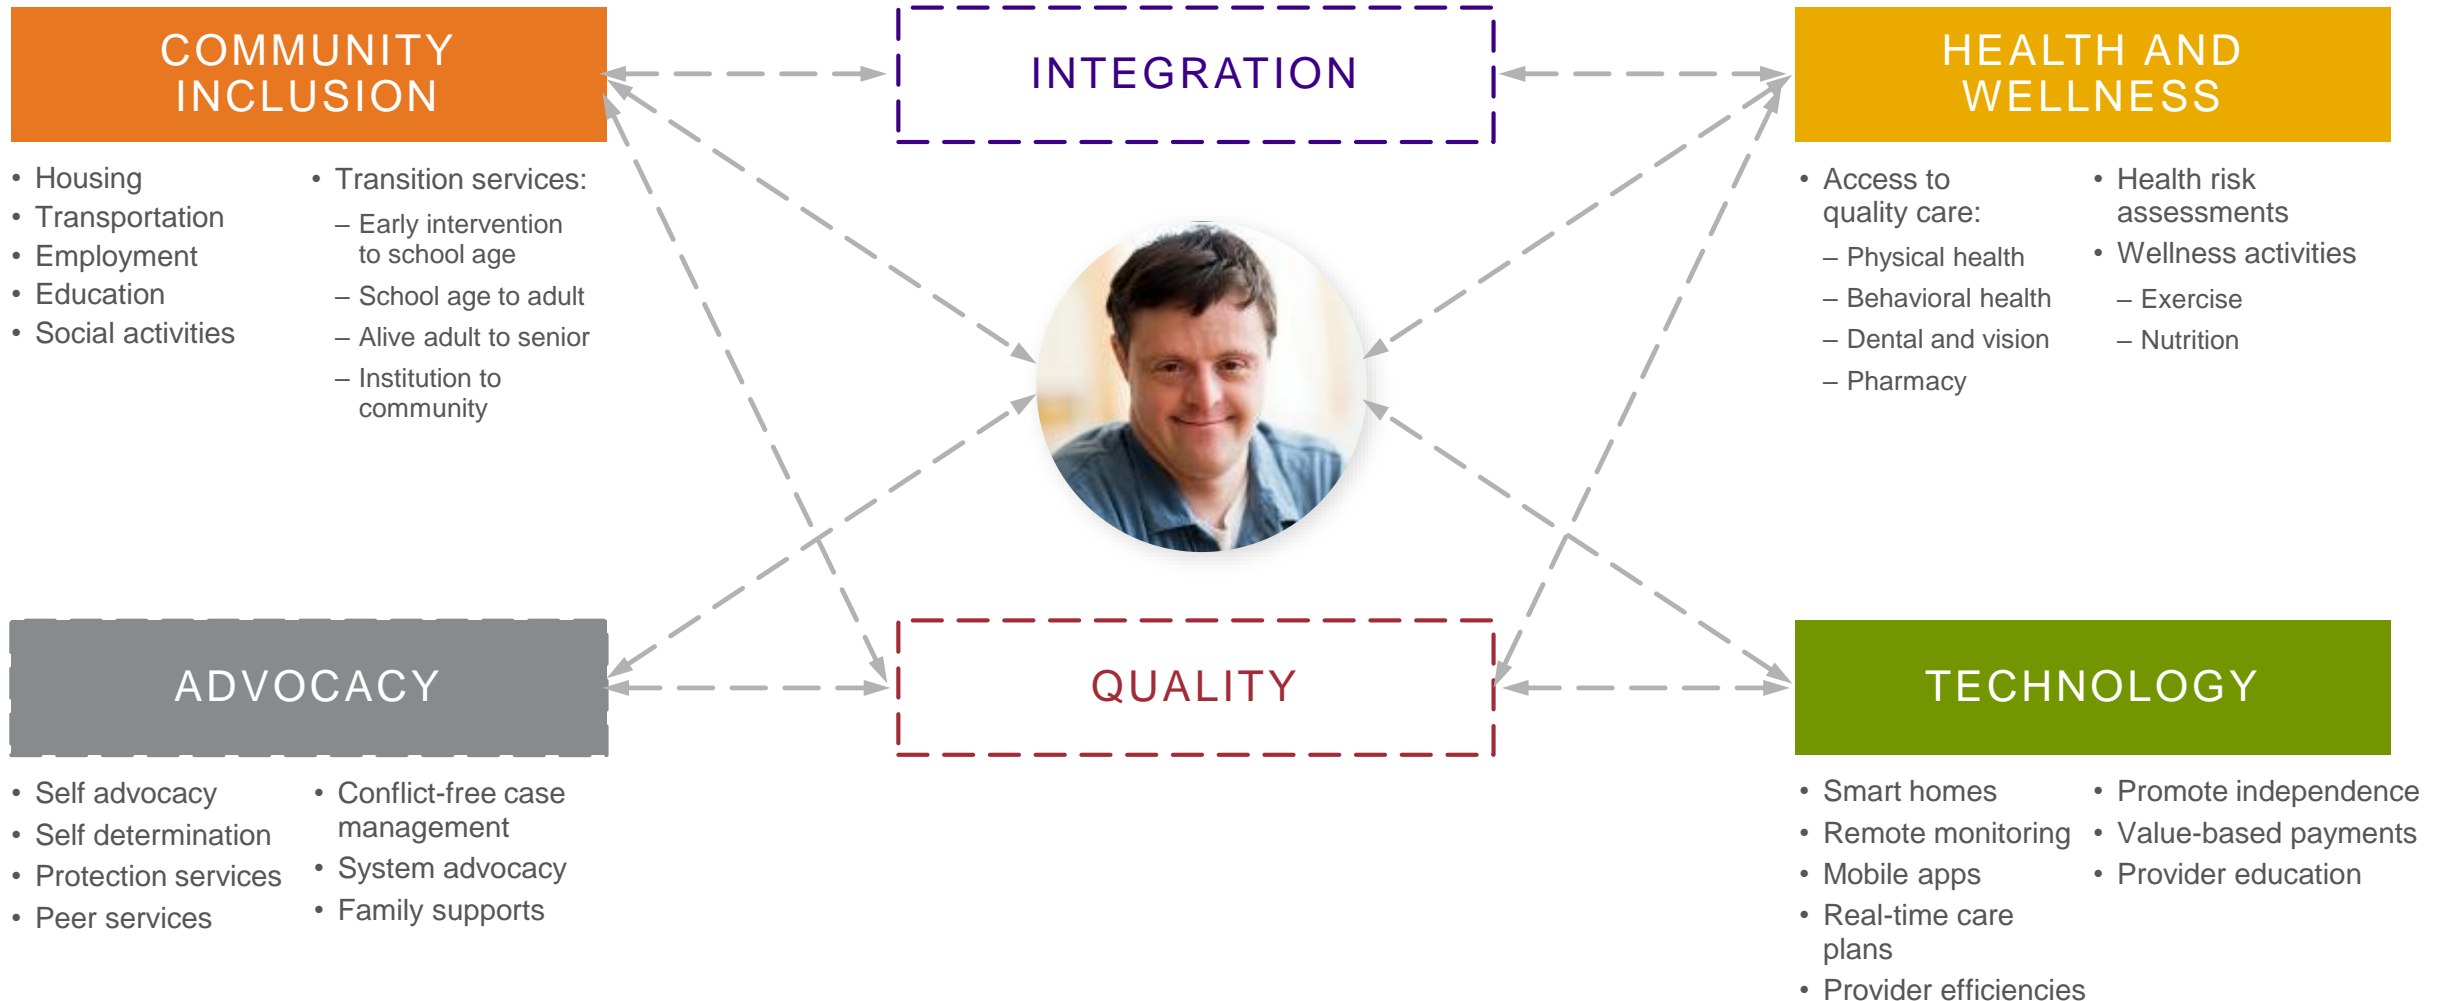 COMMUNITY
INCLUSION
• Housing
• Transportation
• Employment
• Education
• Social activities
• Transition services:
– Early intervention
to school age
– School age to adult
– Alive adult to senior
– Institution to
community
INTEGRATION
HEALTH AND
WELLNESS
• Access to
quality care:
– Physical health
– Behavioral health
– Dental and vision
– Pharmacy
• Health risk
assessments
• Wellness activities
– Exercise
– Nutrition
ADVOCACY
• Self advocacy
• Self determination
• Protection services
• Peer services
• Conflict-free case
management
• System advocacy
• Family supports
QUALITY
TECHNOLOGY
• Smart homes
• Remote monitoring
• Mobile apps
• Real-time care
plans
• Provider efficiencies
• Promote independence
• Value-based payments
• Provider education